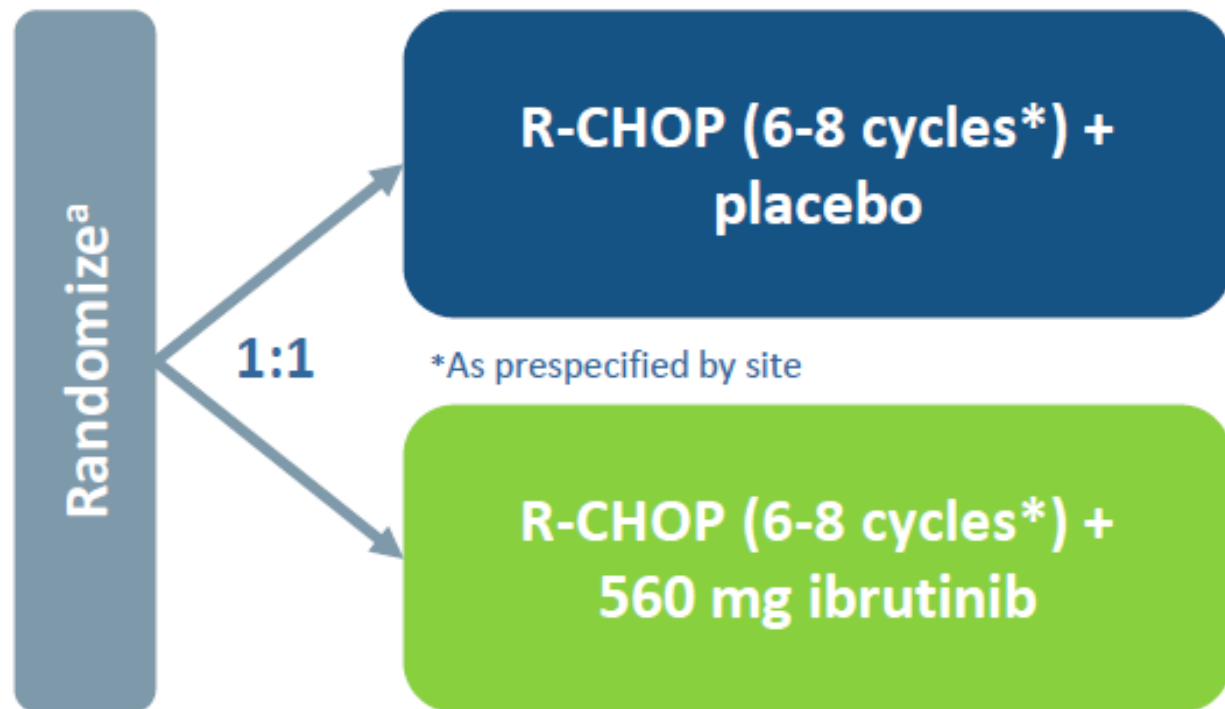 Randomizeᵃ
R-CHOP (6-8 cycles*) +
placebo
1:1
*As prespecified by site
R-CHOP (6-8 cycles*) +
560 mg ibrutinib